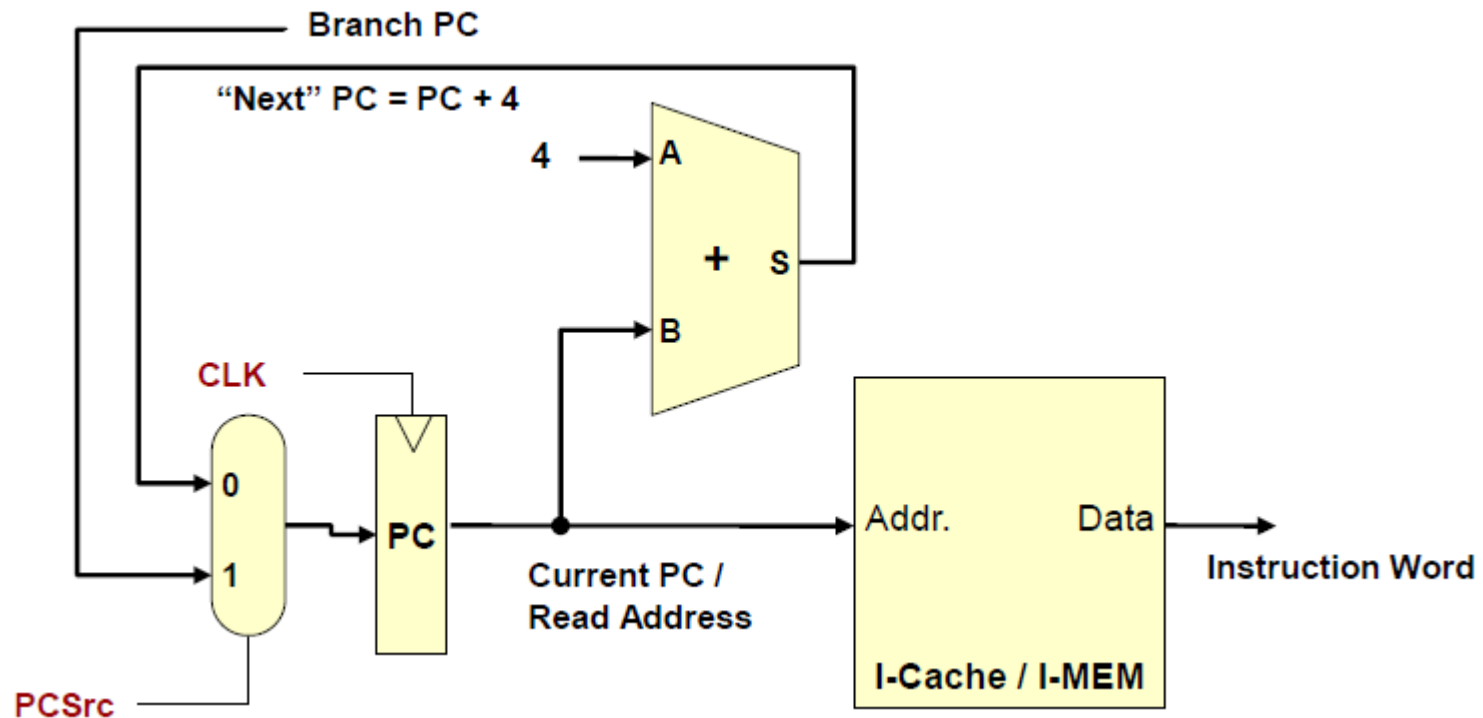 Branch PC
“Next” PC = PC + 4
4
A
+
S
B
CLK
0
1
PC
Addr.
Data
Current PC /
Read Address
Instruction Word
I-Cache / I-MEM
PCSrc